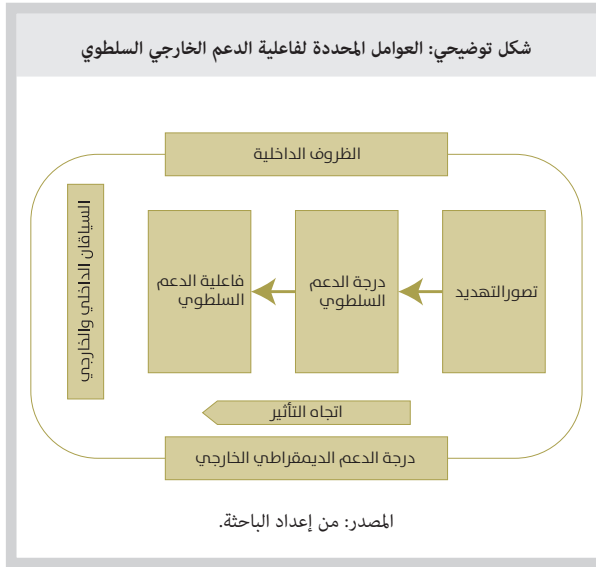 شكل توضيحي: العوامل المحددة لفاعلية الدعم الخارجي السلطوي
الظروف الداخلية
تصورالتهديد
درجة الدعم
السلطوي
فاعلية الدعم
السلطوي
السياقان الداخلي والخارجي
اتجاه التأثير
درجة الدعم الديمقراطي الخارجي
المصدر: من إعداد الباحثة.